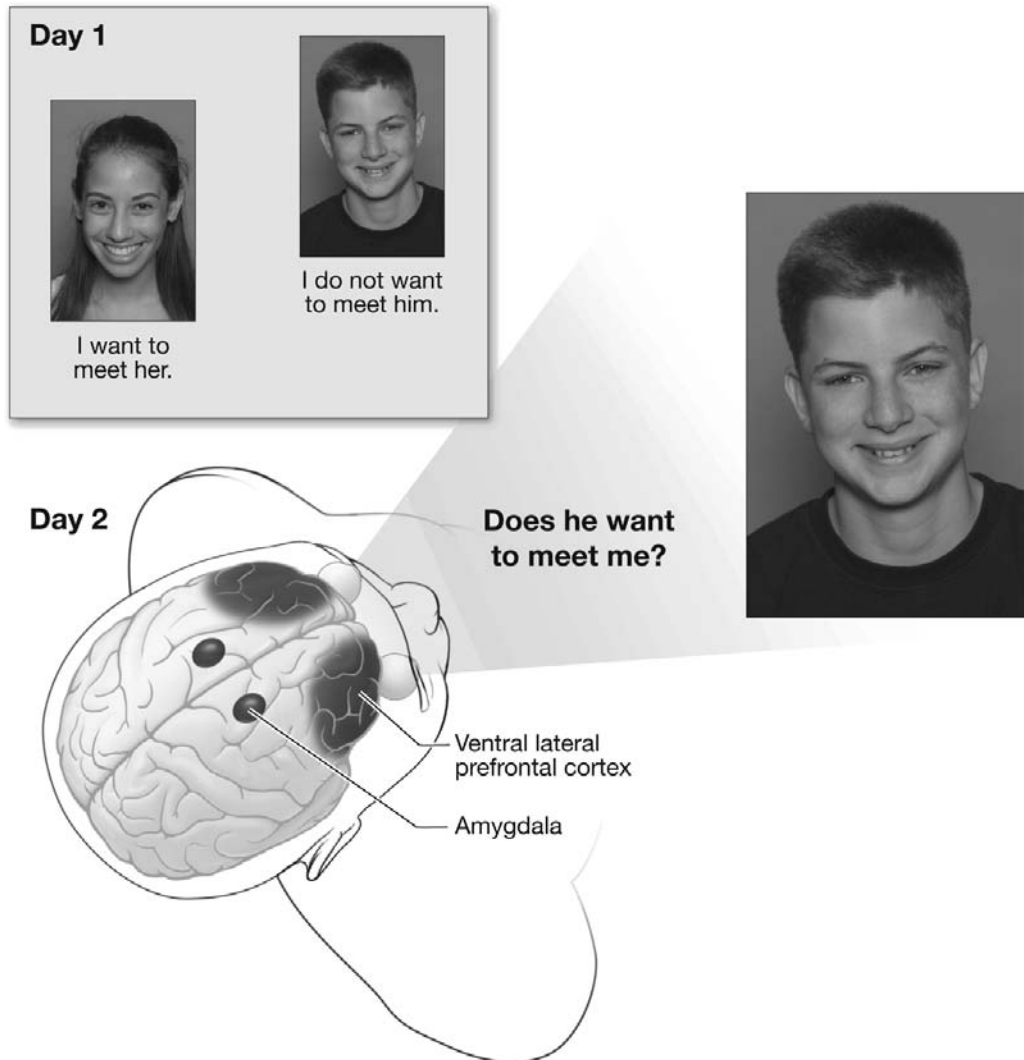 Day 1
I do not want
to meet him.
I want to
meet her.
Day 2
Does he want
to meet me?
Ventral lateral
prefrontal cortex
Amygdala